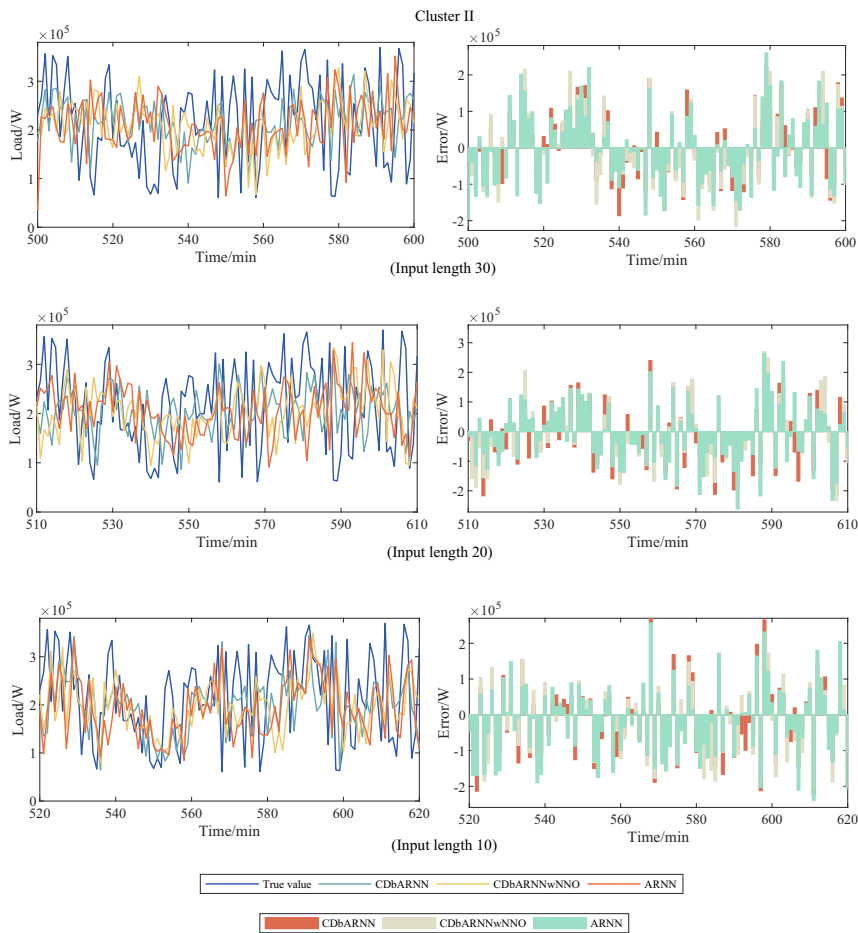 Cluster II
×10^5
×10^5
3
2
1
0
Load/W
500 520 540 560 580 600
Time/min
2
1
0
-1
-2
Error/W
500 520 540 560 580 600
Time/min
(Input length 30)
×10^5
×10^5
3
2
1
0
Load/W
510 530 550 570 590 610
Time/min
3
2
1
0
-1
-2
Error/W
510 530 550 570 590 610
Time/min
(Input length 20)
×10^5
×10^5
3
2
1
0
Load/W
520 540 560 580 600 620
Time/min
2
1
0
-1
-2
Error/W
520 540 560 580 600 620
Time/min
(Input length 10)
True value CDbARNN CDbARNNwNNO ARNN
CDbARNN CDbARNNwNNO ARNN